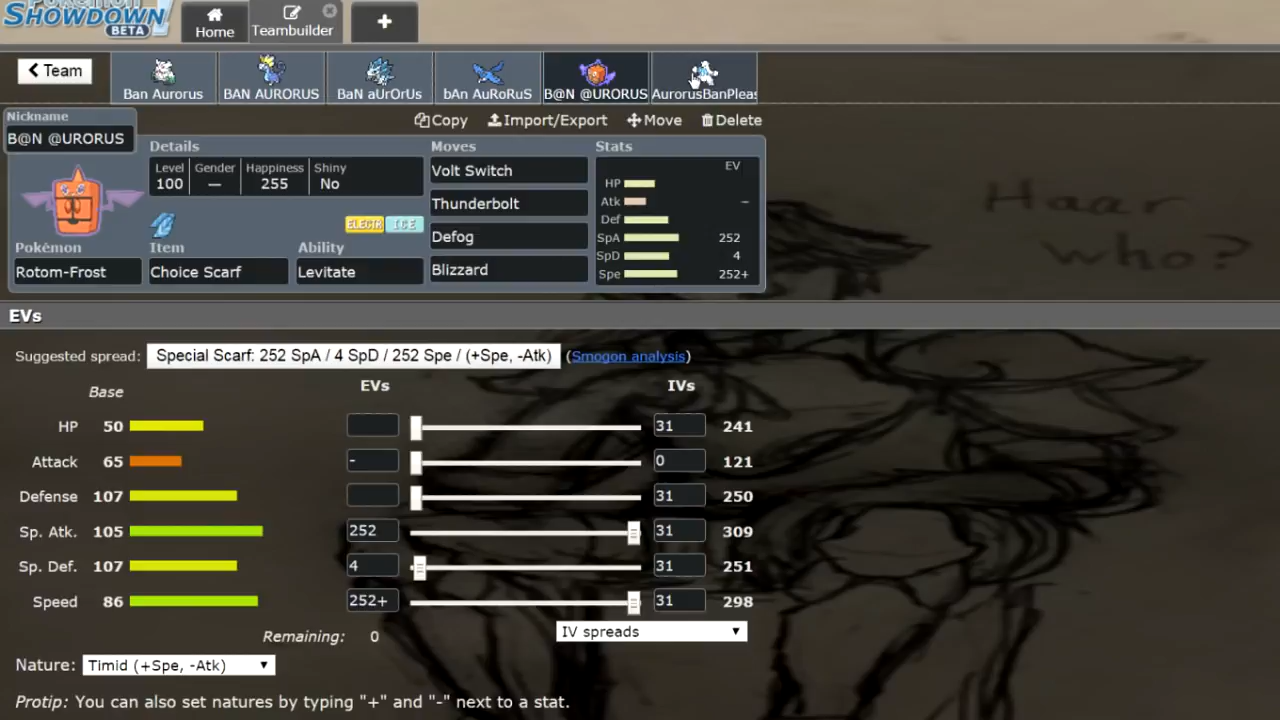 Pokémon
SHOWDOWN!
BETA
Home
Teambuilder
+
< Team
Ban Aurorus
BAN AURORUS
BaN aUrOrUs
bAn AuRoRuS
B@N @URORUS
AurorusBanPleas
Copy
Import/Export
Move
Delete
Nickname
B@N @URORUS
Details
Level
100
Gender
—
Happiness
255
Shiny
No
ELECTR
ICE
Pokémon
Rotom-Frost
Item
Choice Scarf
Ability
Levitate
Moves
Volt Switch
Thunderbolt
Defog
Blizzard
Stats
EV
HP
Atk –
Def
SpA 252
SpD 4
Spe 252+
Haar
who?
EVs
Suggested spread: Special Scarf: 252 SpA / 4 SpD / 252 Spe / (+Spe, -Atk) (Smogon analysis)
Base EVs IVs
HP 50 31 241
Attack 65 - 0 121
Defense 107 31 250
Sp. Atk. 105 252 31 309
Sp. Def. 107 4 31 251
Speed 86 252+ 31 298
Remaining: 0
IV spreads
Nature: Timid (+Spe, -Atk)
Protip: You can also set natures by typing "+" and "-" next to a stat.